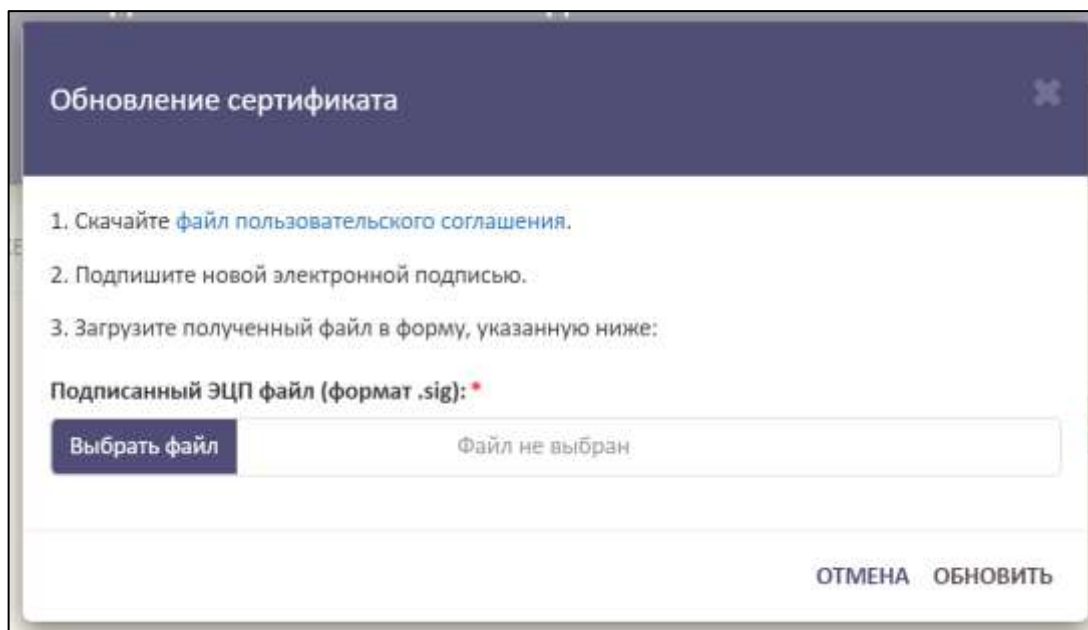 Обновление сертификата
1. Скачайте файл пользовательского соглашения.
2. Подпишите новой электронной подписью.
3. Загрузите полученный файл в форму, указанную ниже:
Подписанный ЭЦП файл (формат .sig): *
Выбрать файл
Файл не выбран
ОТМЕНА ОБНОВИТЬ